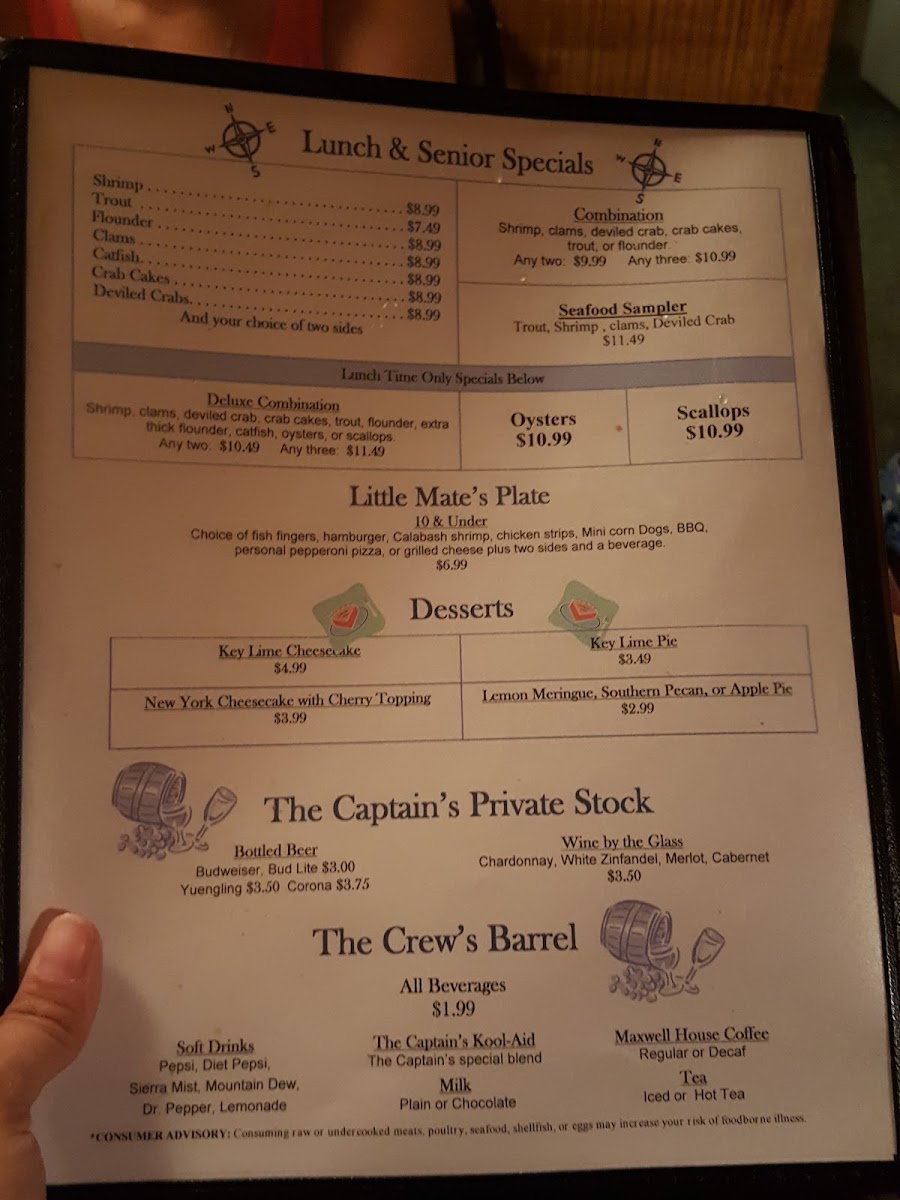 N
W E
S
Lunch & Senior Specials
N
W E
S
Shrimp........................................$8.99
Trout........................................$7.49
Flounder........................................$8.99
Clams........................................$8.99
Catfish........................................$8.99
Crab Cakes........................................$8.99
Deviled Crabs........................................$8.99
And your choice of two sides
Combination
Shrimp, clams, deviled crab, crab cakes,
trout, or flounder.
Any two: $9.99 Any three: $10.99
Seafood Sampler
Trout, Shrimp , clams, Deviled Crab
$11.49
Lunch Time Only Specials Below
Deluxe Combination
Shrimp, clams, deviled crab, crab cakes, trout, flounder, extra
thick flounder, catfish, oysters, or scallops.
Any two: $10.49 Any three: $11.49
Oysters
$10.99
Scallops
$10.99
Little Mate's Plate
10 & Under
Choice of fish fingers, hamburger, Calabash shrimp, chicken strips, Mini corn Dogs, BBQ,
personal pepperoni pizza, or grilled cheese plus two sides and a beverage.
$6.99
Desserts
Key Lime Cheesecake
$4.99
Key Lime Pie
$3.49
New York Cheesecake with Cherry Topping
$3.99
Lemon Meringue, Southern Pecan, or Apple Pie
$2.99
The Captain's Private Stock
Bottled Beer
Budweiser, Bud Lite $3.00
Yuengling $3.50 Corona $3.75
Wine by the Glass
Chardonnay, White Zinfandel, Merlot, Cabernet
$3.50
The Crew's Barrel
All Beverages
$1.99
Soft Drinks
Pepsi, Diet Pepsi,
Sierra Mist, Mountain Dew,
Dr. Pepper, Lemonade
The Captain's Kool-Aid
The Captain's special blend
Milk
Plain or Chocolate
Maxwell House Coffee
Regular or Decaf
Tea
Iced or Hot Tea
*CONSUMER ADVISORY: Consuming raw or undercooked meats, poultry, seafood, shellfish, or eggs may increase your risk of foodborne illness.